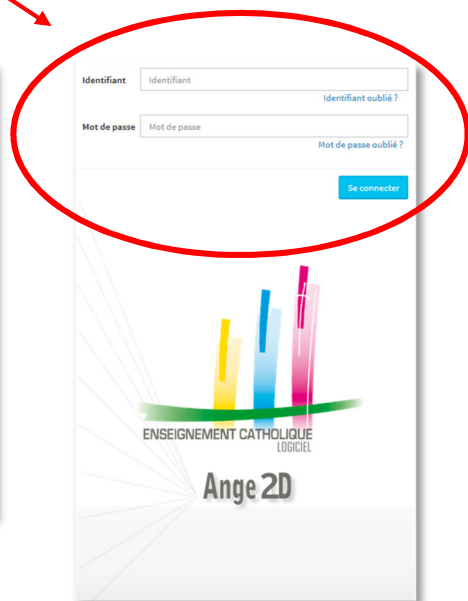 Identifiant Identifiant
Identifiant oublié ?
Mot de passe Mot de passe
Mot de passe oublié ?
Se connecter
ENSEIGNEMENT CATHOLIQUE
LOGICIEL
Ange 2D